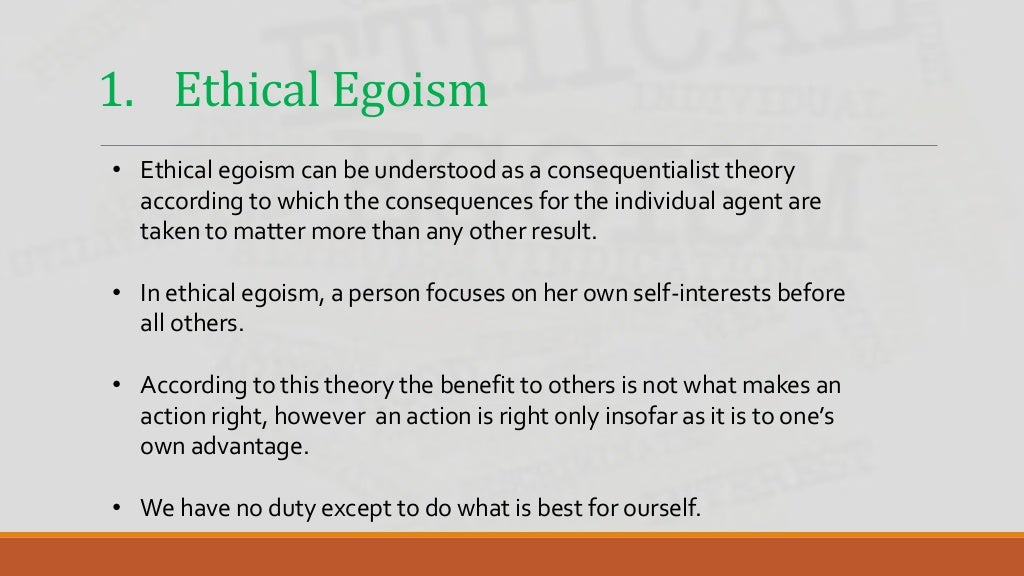 ETHICAL
INDIVIDUAL
EGOISM
1. Ethical Egoism
• Ethical egoism can be understood as a consequentialist theory
according to which the consequences for the individual agent are
taken to matter more than any other result.
• In ethical egoism, a person focuses on her own self-interests before
all others.
• According to this theory the benefit to others is not what makes an
action right, however an action is right only insofar as it is to one’s
own advantage.
• We have no duty except to do what is best for ourself.